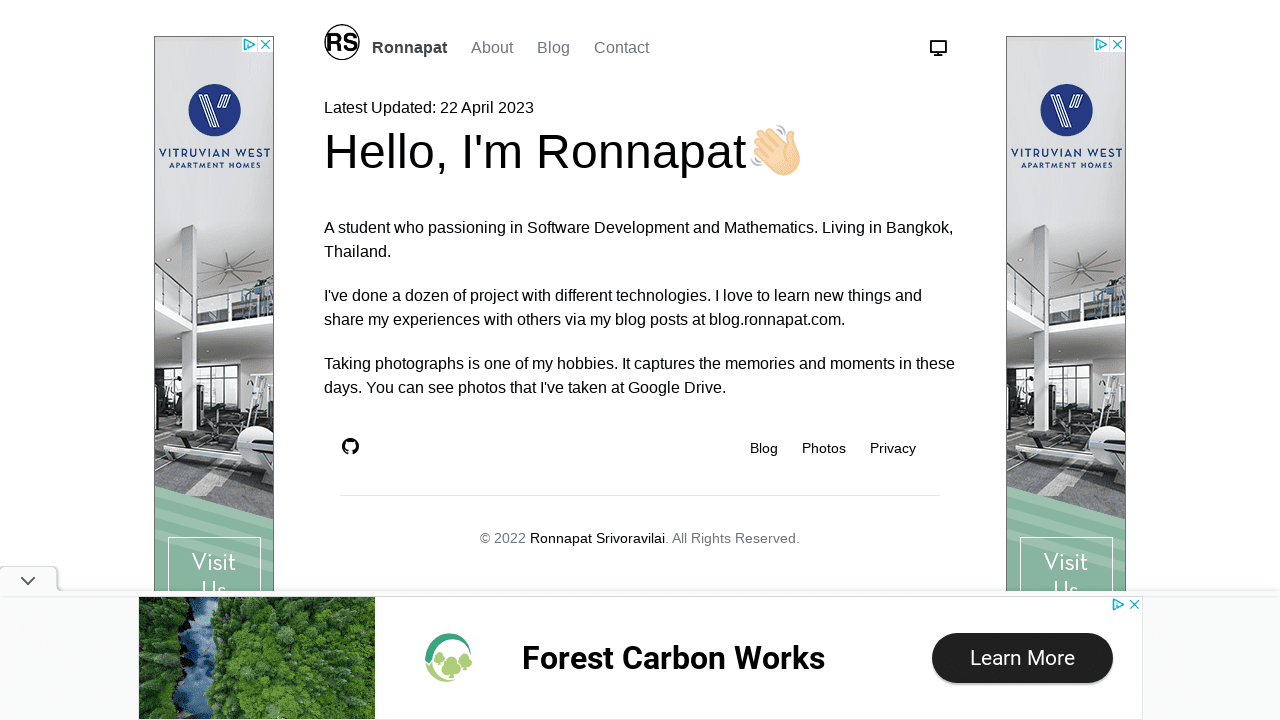 RS Ronnapat About Blog Contact
Latest Updated: 22 April 2023
Hello, I'm Ronnapat👋🏻
A student who passioning in Software Development and Mathematics. Living in Bangkok,
Thailand.
I've done a dozen of project with different technologies. I love to learn new things and
share my experiences with others via my blog posts at blog.ronnapat.com.
Taking photographs is one of my hobbies. It captures the memories and moments in these
days. You can see photos that I've taken at Google Drive.
Blog Photos Privacy
© 2022 Ronnapat Srivoravilai. All Rights Reserved.
VITRUVIAN WEST
APARTMENT HOMES
Visit
Us
VITRUVIAN WEST
APARTMENT HOMES
Visit
Us
Forest Carbon Works
Learn More